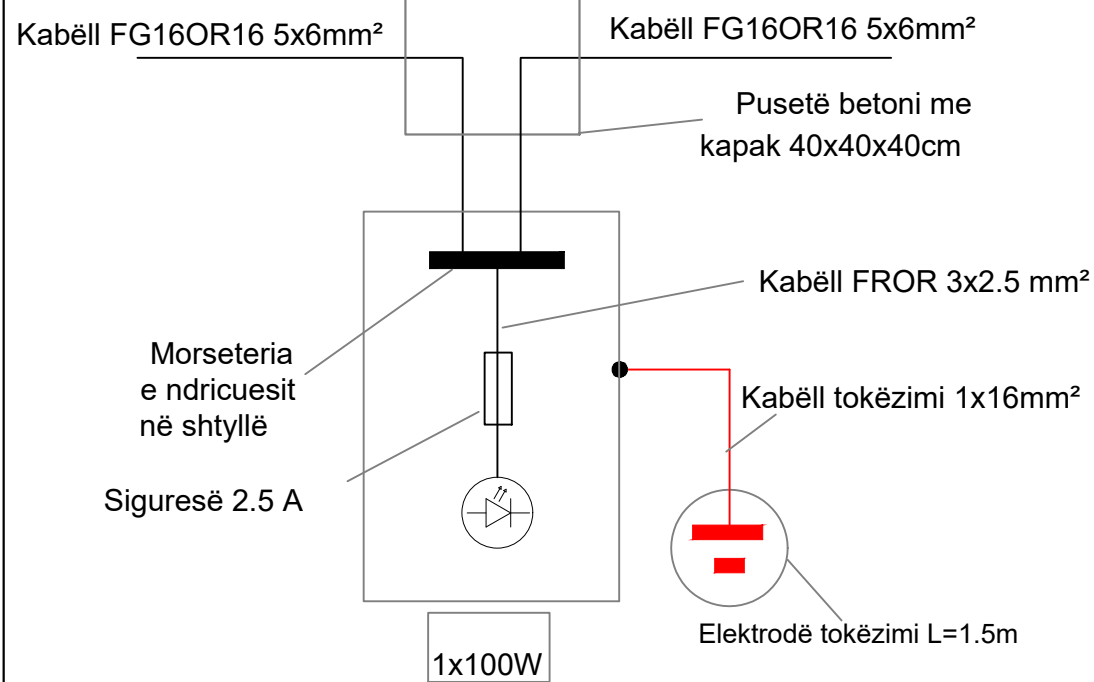 Kabëll FG16OR16 5x6mm²
Kabëll FG16OR16 5x6mm²
Pusetë betoni me
kapak 40x40x40cm
Kabëll FROR 3x2.5 mm²
Morseteria
e ndricuesit
në shtyllë
Kabëll tokëzimi 1x16mm²
Siguresë 2.5 A
Elektrodë tokëzimi L=1.5m
1x100W